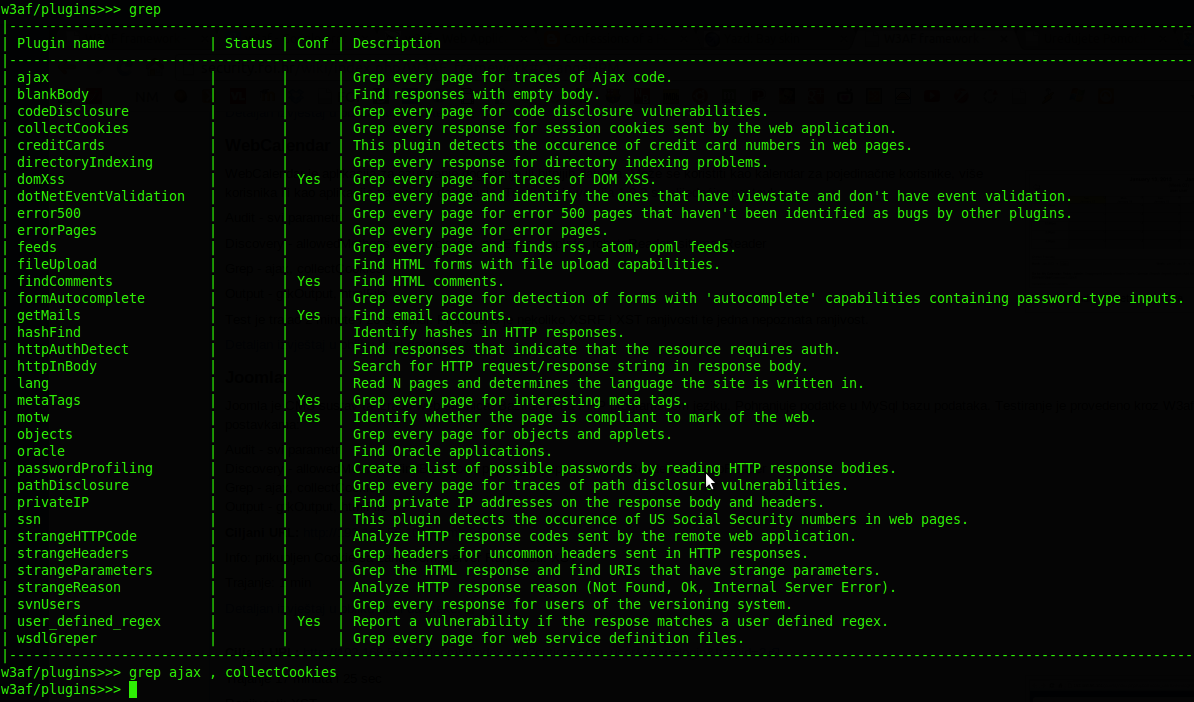 w3af/plugins>>> grep
|---------------------------------------------------------------------------------------------------------------------------------------------------
| Plugin name             | Status | Conf | Description
|---------------------------------------------------------------------------------------------------------------------------------------------------
| ajax                    |        |      | Grep every page for traces of Ajax code.
| blankBody               |        |      | Find responses with empty body.
| codeDisclosure          |        |      | Grep every page for code disclosure vulnerabilities.
| collectCookies          |        |      | Grep every response for session cookies sent by the web application.
| creditCards             |        |      | This plugin detects the occurence of credit card numbers in web pages.
| directoryIndexing       |        |      | Grep every response for directory indexing problems.
| domXss                  |        | Yes  | Grep every page for traces of DOM XSS.
| dotNetEventValidation   |        |      | Grep every page and identify the ones that have viewstate and don't have event validation.
| error500                |        |      | Grep every page for error 500 pages that haven't been identified as bugs by other plugins.
| errorPages              |        |      | Grep every page for error pages.
| feeds                   |        |      | Grep every page and finds rss, atom, opml feeds.
| fileUpload              |        |      | Find HTML forms with file upload capabilities.
| findComments            |        | Yes  | Find HTML comments.
| formAutocomplete        |        |      | Grep every page for detection of forms with 'autocomplete' capabilities containing password-type inputs.
| getMails                |        | Yes  | Find email accounts.
| hashFind                |        |      | Identify hashes in HTTP responses.
| httpAuthDetect          |        |      | Find responses that indicate that the resource requires auth.
| httpInBody              |        |      | Search for HTTP request/response string in response body.
| lang                    |        |      | Read N pages and determines the language the site is written in.
| metaTags                |        | Yes  | Grep every page for interesting meta tags.
| motw                    |        | Yes  | Identify whether the page is compliant to mark of the web.
| objects                 |        |      | Grep every page for objects and applets.
| oracle                  |        |      | Find Oracle applications.
| passwordProfiling       |        |      | Create a list of possible passwords by reading HTTP response bodies.
| pathDisclosure          |        |      | Grep every page for traces of path disclosure vulnerabilities.
| privateIP               |        |      | Find private IP addresses on the response body and headers.
| ssn                     |        |      | This plugin detects the occurence of US Social Security numbers in web pages.
| strangeHTTPCode         |        |      | Analyze HTTP response codes sent by the remote web application.
| strangeHeaders          |        |      | Grep headers for uncommon headers sent in HTTP responses.
| strangeParameters       |        |      | Grep the HTML response and find URIs that have strange parameters.
| strangeReason           |        |      | Analyze HTTP response reason (Not Found, Ok, Internal Server Error).
| svnUsers                |        |      | Grep every response for users of the versioning system.
| user_defined_regex      |        | Yes  | Report a vulnerability if the respose matches a user defined regex.
| wsdlGreper              |        |      | Grep every page for web service definition files.
|---------------------------------------------------------------------------------------------------------------------------------------------------
w3af/plugins>>> grep ajax , collectCookies
w3af/plugins>>>